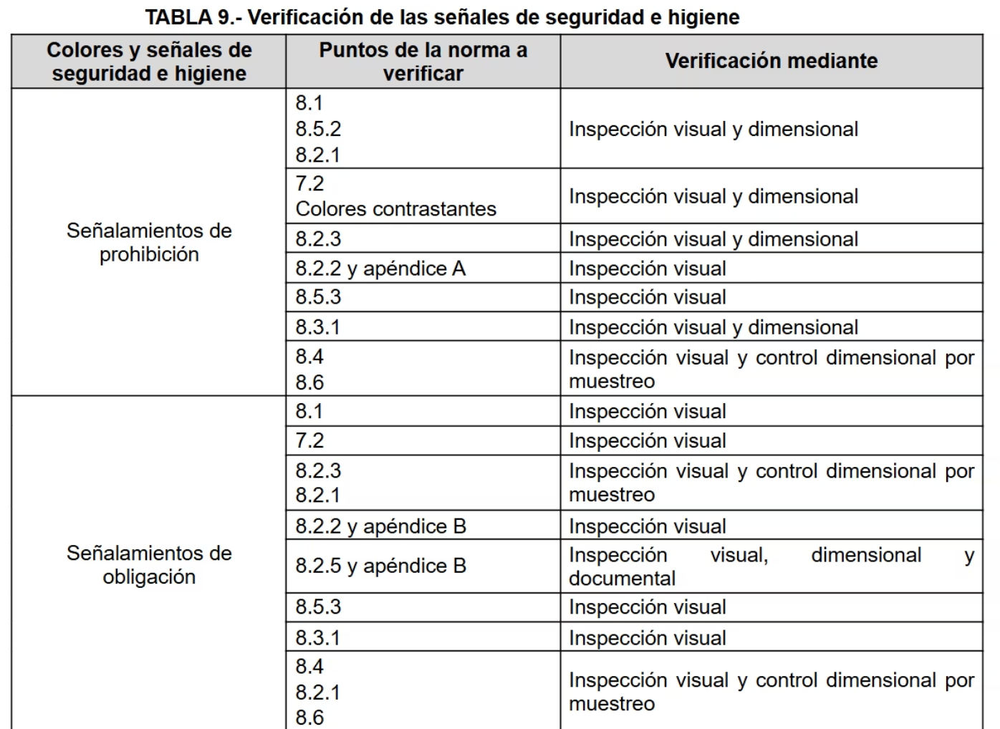 TABLA 9.- Verificación de las señales de seguridad e higiene
Colores y señales de
seguridad e higiene
Puntos de la norma a
verificar
Verificación mediante
Señalamientos de
prohibición
8.1
8.5.2
8.2.1
Inspección visual y dimensional
7.2
Colores contrastantes
Inspección visual y dimensional
8.2.3
Inspección visual y dimensional
8.2.2 y apéndice A
Inspección visual
8.5.3
Inspección visual
8.3.1
Inspección visual y dimensional
8.4
8.6
Inspección visual y control dimensional por
muestreo
Señalamientos de
obligación
8.1
Inspección visual
7.2
Inspección visual
8.2.3
8.2.1
Inspección visual y control dimensional por
muestreo
8.2.2 y apéndice B
Inspección visual
8.2.5 y apéndice B
Inspección visual, dimensional y
documental
8.5.3
Inspección visual
8.3.1
Inspección visual
8.4
8.2.1
8.6
Inspección visual y control dimensional por
muestreo